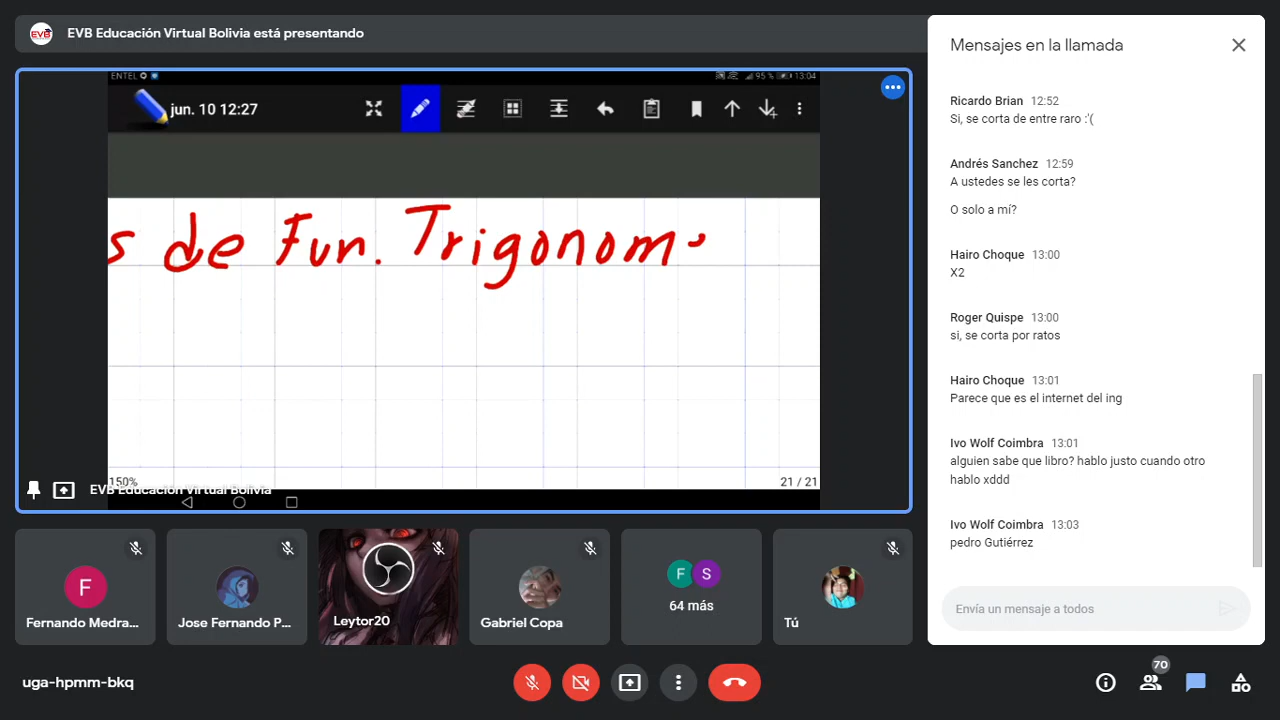 EVB Educación Virtual Bolivia está presentando
Mensajes en la llamada
ENTEL
95 % 13:04
jun. 10 12:27
s de Fun. Trigonom.
150%
21 / 21
EVB Educación Virtual Bolivia
Ricardo Brian 12:52
Si, se corta de entre raro :'(
Andrés Sanchez 12:59
A ustedes se les corta?
O solo a mí?
Hairo Choque 13:00
X2
Roger Quispe 13:00
si, se corta por ratos
Hairo Choque 13:01
Parece que es el internet del ing
Ivo Wolf Coimbra 13:01
alguien sabe que libro? hablo justo cuando otro
hablo xddd
Ivo Wolf Coimbra 13:03
pedro Gutiérrez
Envía un mensaje a todos
F
Fernando Medra...
Jose Fernando P...
Leytor20
Gabriel Copa
F S
64 más
Tú
uga-hpmm-bkq
70